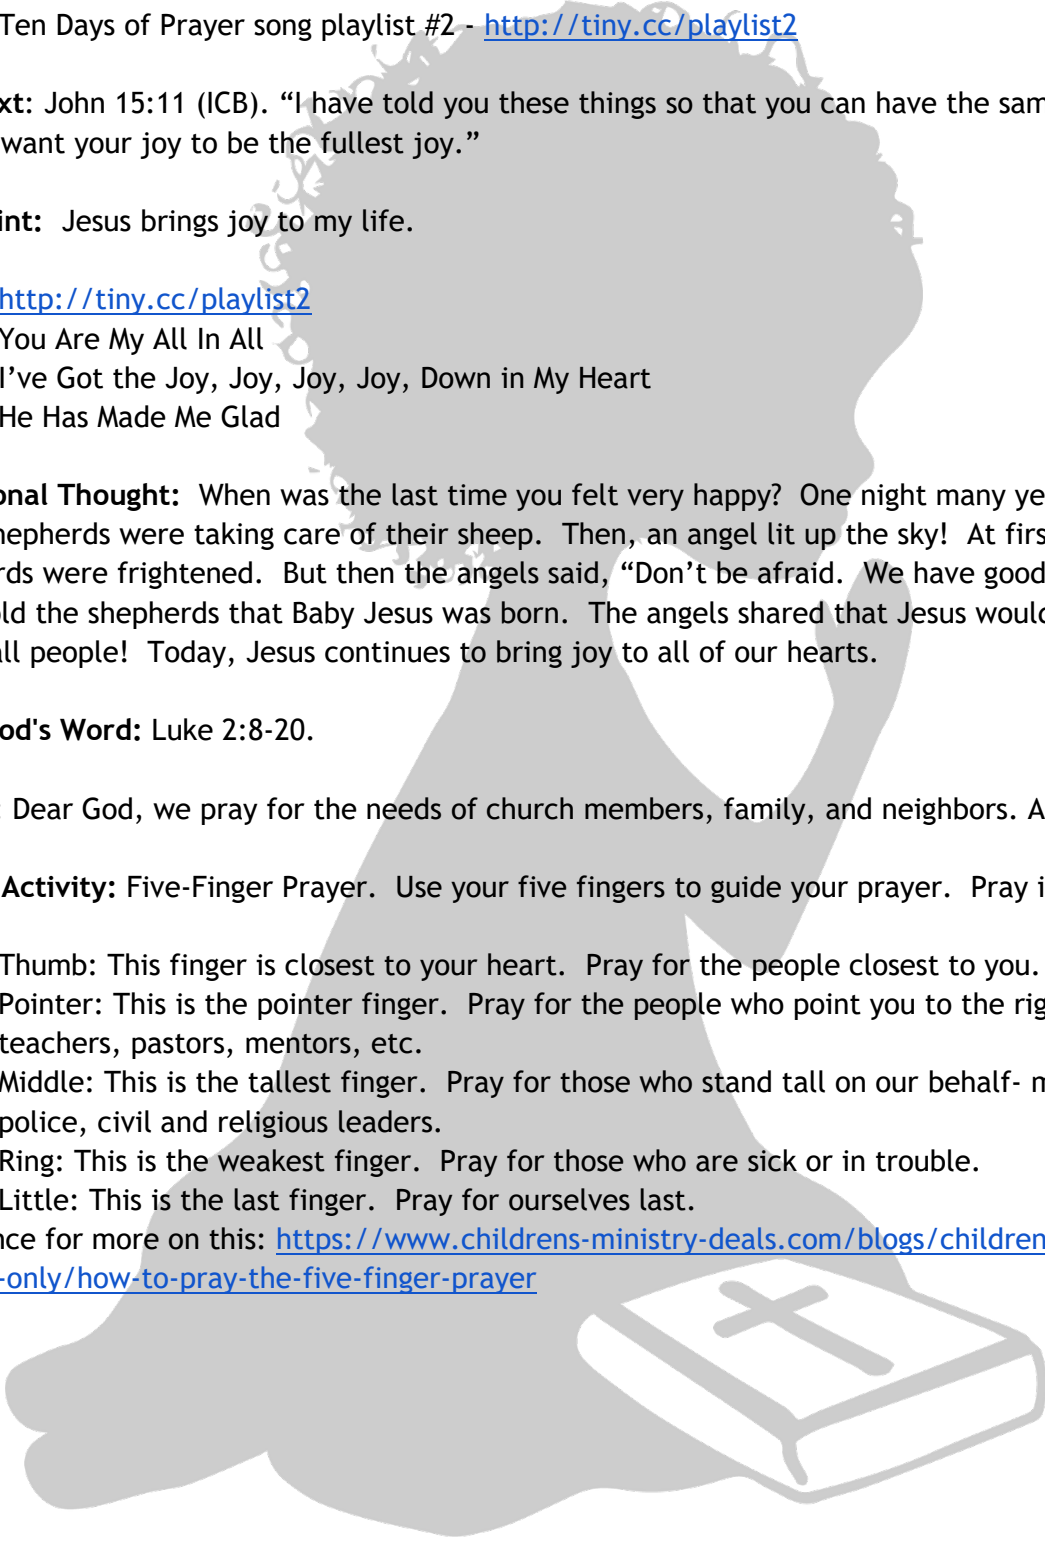 Ten Days of Prayer song playlist #2 - http://tiny.cc/playlist2
xt: John 15:11 (ICB). “I have told you these things so that you can have the sam
want your joy to be the fullest joy.”
int: Jesus brings joy to my life.
http://tiny.cc/playlist2
You Are My All In All
I’ve Got the Joy, Joy, Joy, Joy, Down in My Heart
He Has Made Me Glad
onal Thought: When was the last time you felt very happy? One night many ye
hepherds were taking care of their sheep. Then, an angel lit up the sky! At firs
rds were frightened. But then the angels said, “Don’t be afraid. We have good
old the shepherds that Baby Jesus was born. The angels shared that Jesus would
all people! Today, Jesus continues to bring joy to all of our hearts.
od's Word: Luke 2:8-20.
: Dear God, we pray for the needs of church members, family, and neighbors. A
Activity: Five-Finger Prayer. Use your five fingers to guide your prayer. Pray i
Thumb: This finger is closest to your heart. Pray for the people closest to you.
Pointer: This is the pointer finger. Pray for the people who point you to the rig
teachers, pastors, mentors, etc.
Middle: This is the tallest finger. Pray for those who stand tall on our behalf- m
police, civil and religious leaders.
Ring: This is the weakest finger. Pray for those who are sick or in trouble.
Little: This is the last finger. Pray for ourselves last.
nce for more on this: https://www.childrens-ministry-deals.com/blogs/children
-only/how-to-pray-the-five-finger-prayer